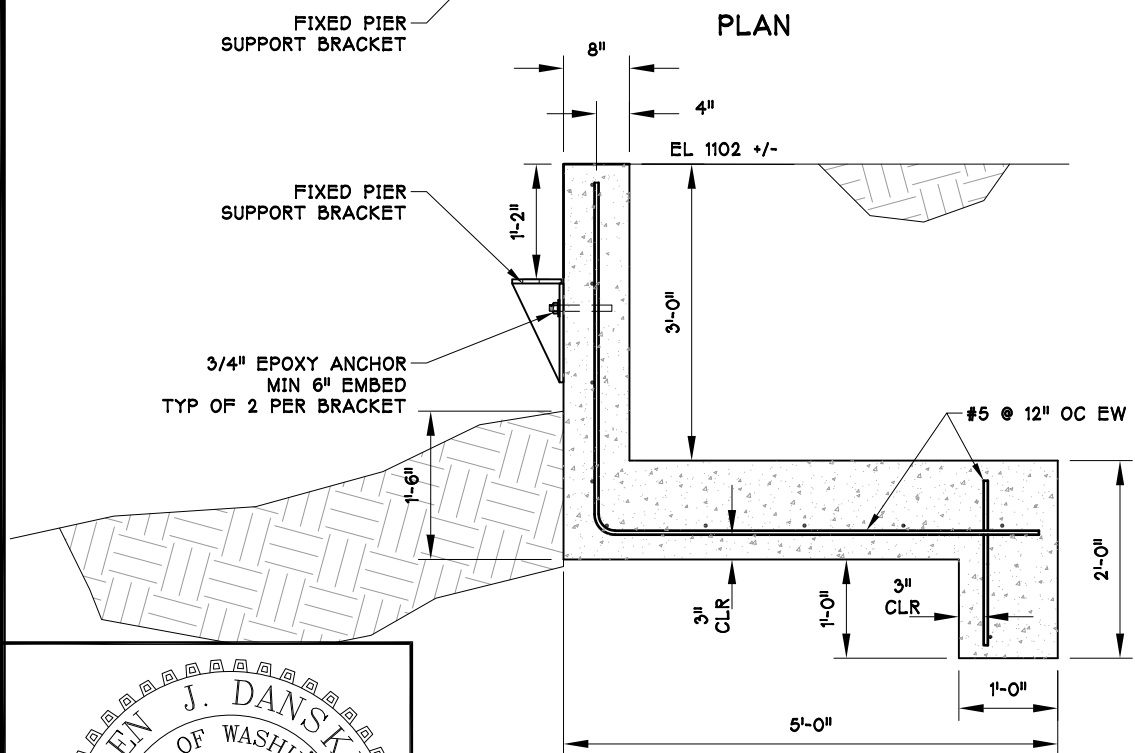 FIXED PIER
SUPPORT BRACKET
PLAN
8"
4"
EL 1102 +/-
FIXED PIER
SUPPORT BRACKET
1'-2"
3'-0"
3/4" EPOXY ANCHOR
MIN 6" EMBED
TYP OF 2 PER BRACKET
#5 @ 12" OC EW
1'-6"
2'-0"
3"
CLR
1'-0"
3"
CLR
1'-0"
5'-0"
J. DANSK
OF WASHI